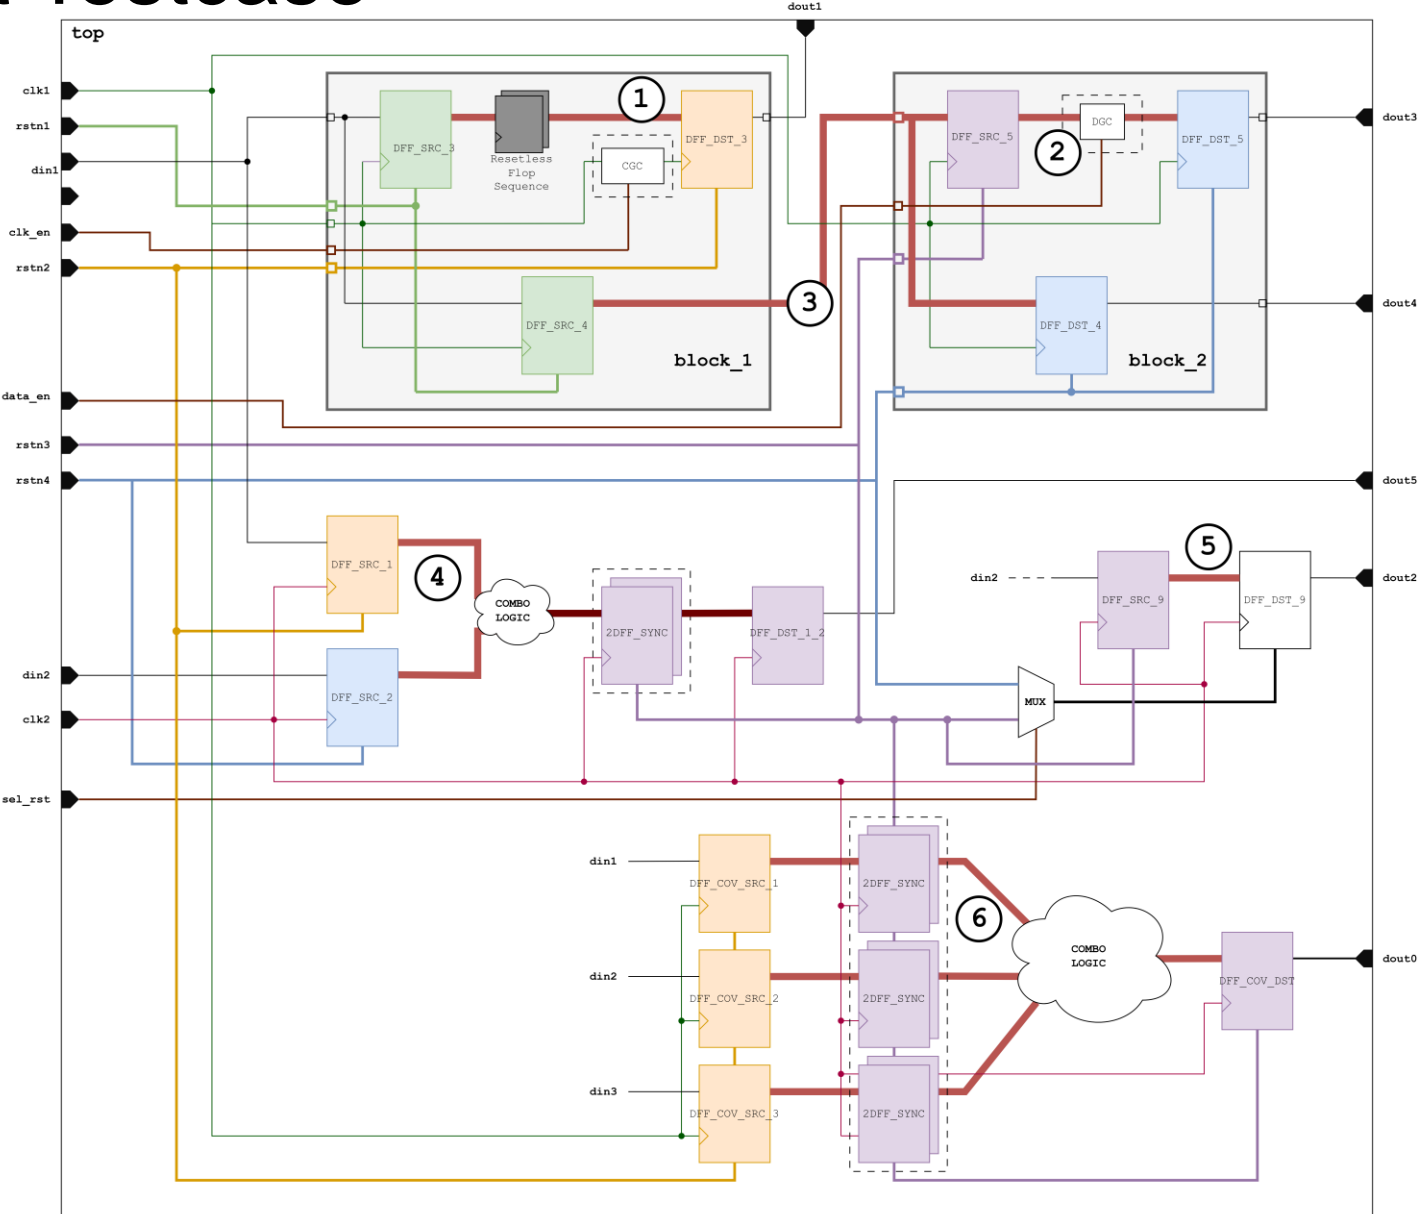 top
dout1
clk1
rstn1
din1
clk_en
rstn2
data_en
rstn3
rstn4
din2
clk2
sel_rst
DFF_SRC_3
Resetless
Flop
Sequence
1
CGC
DFF_DST_3
DFF_SRC_4
block_1
3
DFF_SRC_5
2
DGC
DFF_DST_5
DFF_DST_4
block_2
dout3
dout4
dout5
dout2
dout0
DFF_SRC_1
4
COMBO
LOGIC
DFF_SRC_2
2DFF_SYNC
DFF_DST_1_2
din2
DFF_SRC_9
5
DFF_DST_9
MUX
din1
DFF_COV_SRC_1
2DFF_SYNC
6
din2
DFF_COV_SRC_2
2DFF_SYNC
COMBO
LOGIC
DFF_COV_DST
din3
DFF_COV_SRC_3
2DFF_SYNC